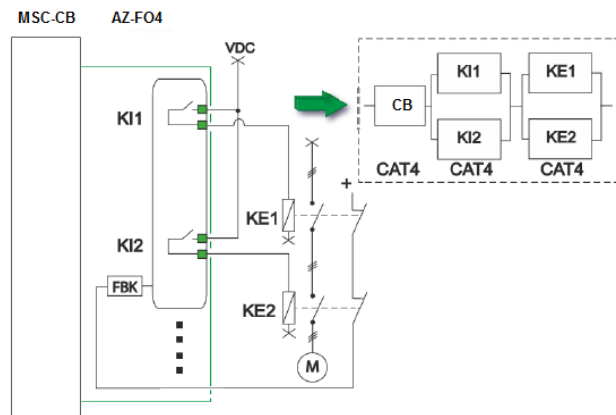 MSC-CB AZ-FO4
VDC
KI1
KI2
FBK
KE1
KE2
+
M
CB
KI1
KI2
KE1
KE2
CAT4 CAT4 CAT4